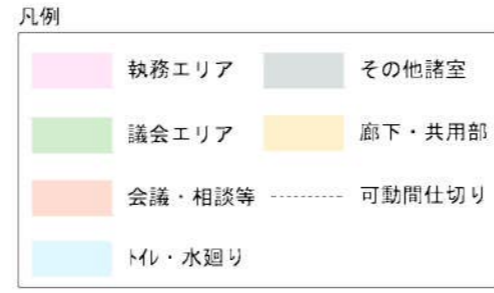 凡例
執務エリア
その他諸室
議会エリア
廊下・共用部
会議・相談等
可動間仕切り
ﾄｲﾚ・水廻り